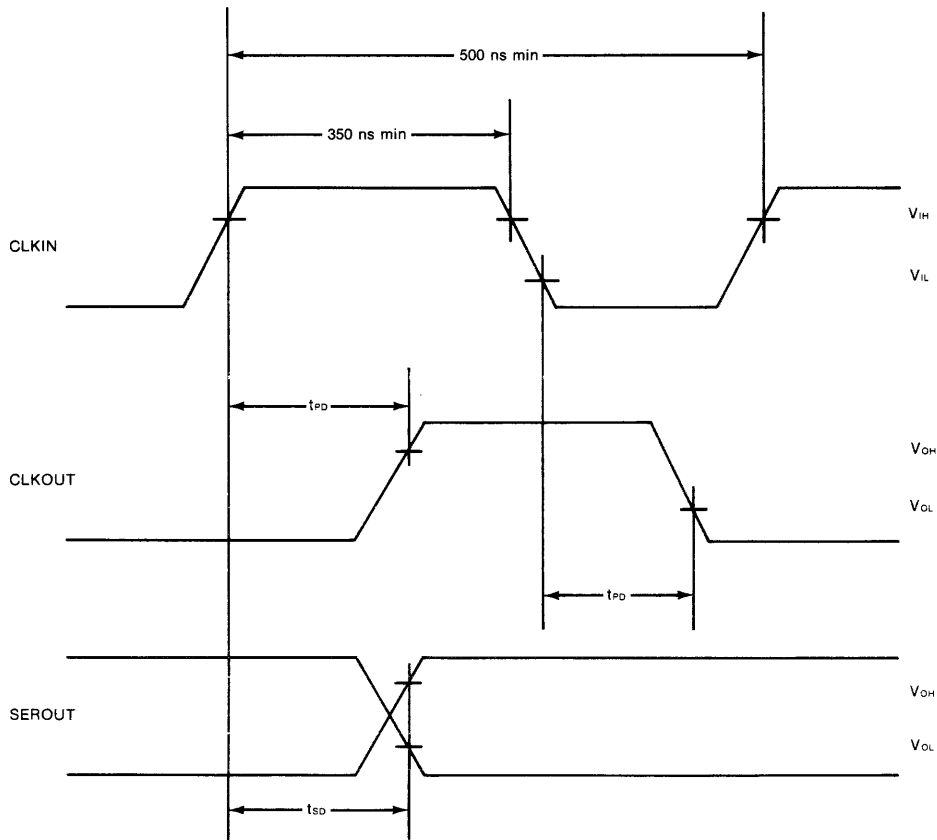 500 ns min
350 ns min
CLKIN
VIH
VIL
tPD
CLKOUT
VOH
VOL
tPD
SEROUT
VOH
VOL
tSD